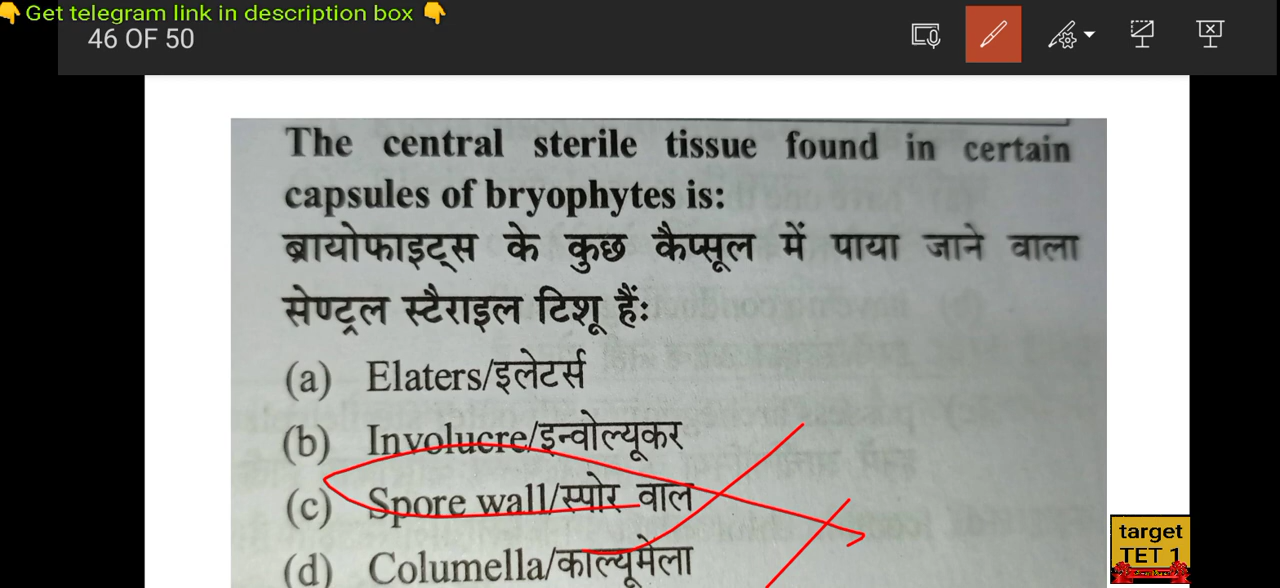 👇Get telegram link in description box 👇
46 OF 50
The central sterile tissue found in certain
capsules of bryophytes is:
ब्रायोफाइट्स के कुछ कैप्सूल में पाया जाने वाला
सेण्ट्रल स्टैराइल टिशू हैं:
(a) Elaters/इलेटर्स
(b) Involucre/इन्वोल्यूकर
(c) Spore wall/स्पोर वाल
(d) Columella/काल्यूमेला
target
TET 1